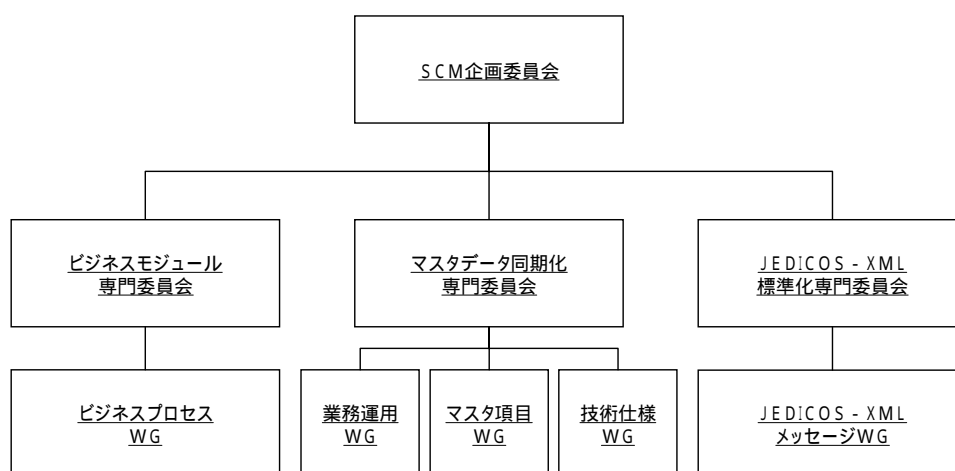 SCM企画委員会
ビジネスモジュール
専門委員会
マスタデータ同期化
専門委員会
JEDICOS-XML
標準化専門委員会
ビジネスプロセス
WG
業務運用
WG
マスタ項目
WG
技術仕様
WG
JEDICOS-XML
メッセージWG